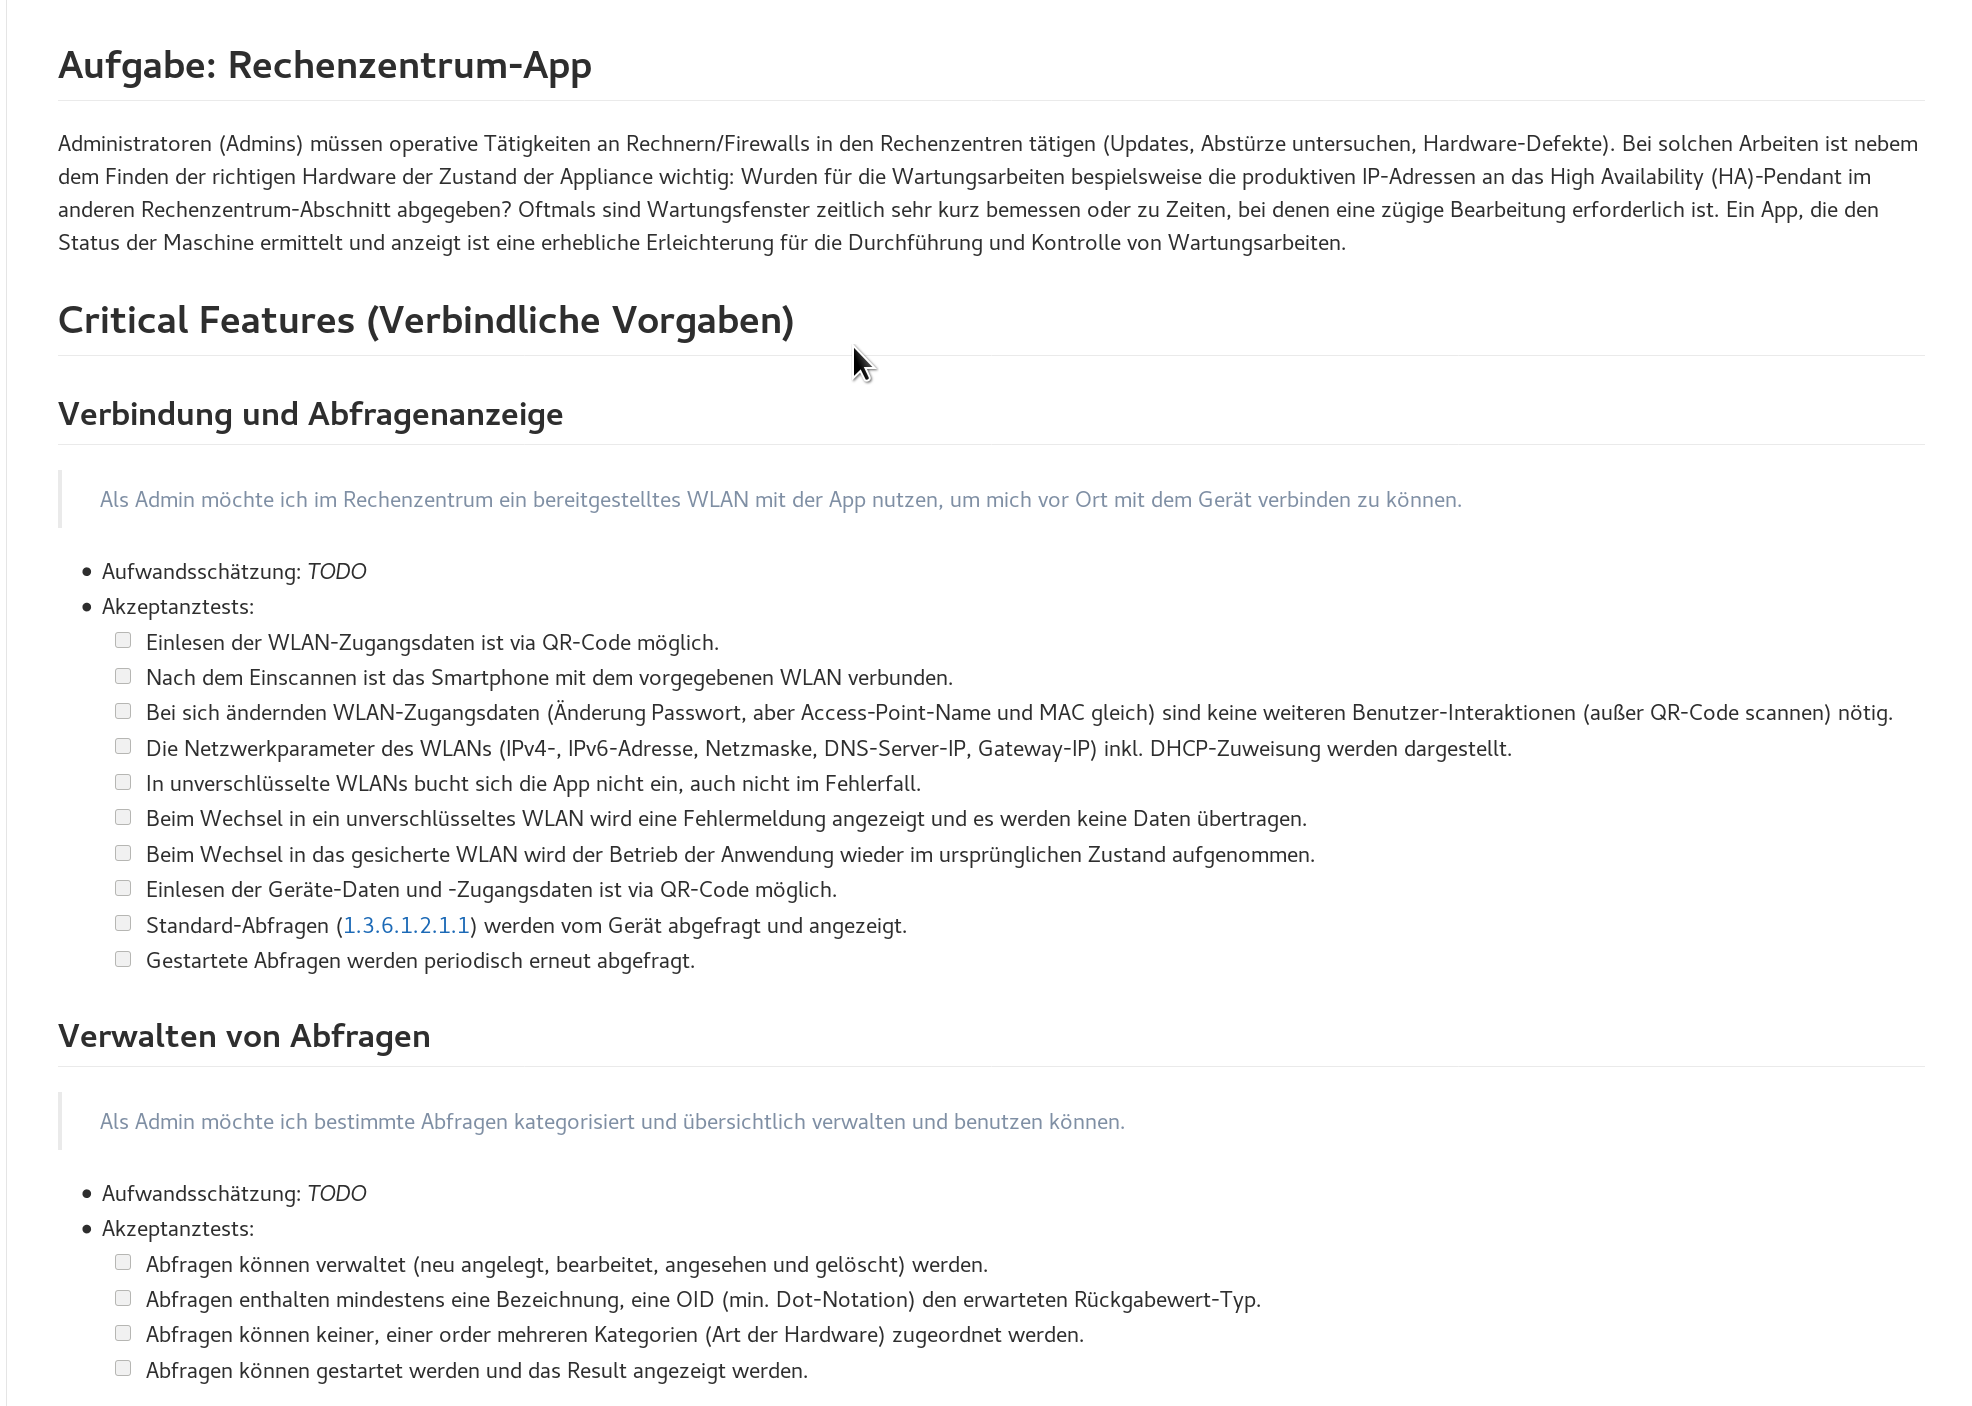 Aufgabe: Rechenzentrum-App
Administratoren (Admins) müssen operative Tätigkeiten an Rechnern/Firewalls in den Rechenzentren tätigen (Updates, Abstürze untersuchen, Hardware-Defekte). Bei solchen Arbeiten ist nebem
dem Finden der richtigen Hardware der Zustand der Appliance wichtig: Wurden für die Wartungsarbeiten bespielsweise die produktiven IP-Adressen an das High Availability (HA)-Pendant im
anderen Rechenzentrum-Abschnitt abgegeben? Oftmals sind Wartungsfenster zeitlich sehr kurz bemessen oder zu Zeiten, bei denen eine zügige Bearbeitung erforderlich ist. Ein App, die den
Status der Maschine ermittelt und anzeigt ist eine erhebliche Erleichterung für die Durchführung und Kontrolle von Wartungsarbeiten.
Critical Features (Verbindliche Vorgaben)
Verbindung und Abfragenanzeige
Als Admin möchte ich im Rechenzentrum ein bereitgestelltes WLAN mit der App nutzen, um mich vor Ort mit dem Gerät verbinden zu können.
• Aufwandsschätzung: TODO
• Akzeptanztests:
Einlesen der WLAN-Zugangsdaten ist via QR-Code möglich.
Nach dem Einscannen ist das Smartphone mit dem vorgegebenen WLAN verbunden.
Bei sich ändernden WLAN-Zugangsdaten (Änderung Passwort, aber Access-Point-Name und MAC gleich) sind keine weiteren Benutzer-Interaktionen (außer QR-Code scannen) nötig.
Die Netzwerkparameter des WLANs (IPv4-, IPv6-Adresse, Netzmaske, DNS-Server-IP, Gateway-IP) inkl. DHCP-Zuweisung werden dargestellt.
In unverschlüsselte WLANs bucht sich die App nicht ein, auch nicht im Fehlerfall.
Beim Wechsel in ein unverschlüsseltes WLAN wird eine Fehlermeldung angezeigt und es werden keine Daten übertragen.
Beim Wechsel in das gesicherte WLAN wird der Betrieb der Anwendung wieder im ursprünglichen Zustand aufgenommen.
Einlesen der Geräte-Daten und -Zugangsdaten ist via QR-Code möglich.
Standard-Abfragen (1.3.6.1.2.1.1) werden vom Gerät abgefragt und angezeigt.
Gestartete Abfragen werden periodisch erneut abgefragt.
Verwalten von Abfragen
Als Admin möchte ich bestimmte Abfragen kategorisiert und übersichtlich verwalten und benutzen können.
• Aufwandsschätzung: TODO
• Akzeptanztests:
Abfragen können verwaltet (neu angelegt, bearbeitet, angesehen und gelöscht) werden.
Abfragen enthalten mindestens eine Bezeichnung, eine OID (min. Dot-Notation) den erwarteten Rückgabewert-Typ.
Abfragen können keiner, einer order mehreren Kategorien (Art der Hardware) zugeordnet werden.
Abfragen können gestartet werden und das Result angezeigt werden.